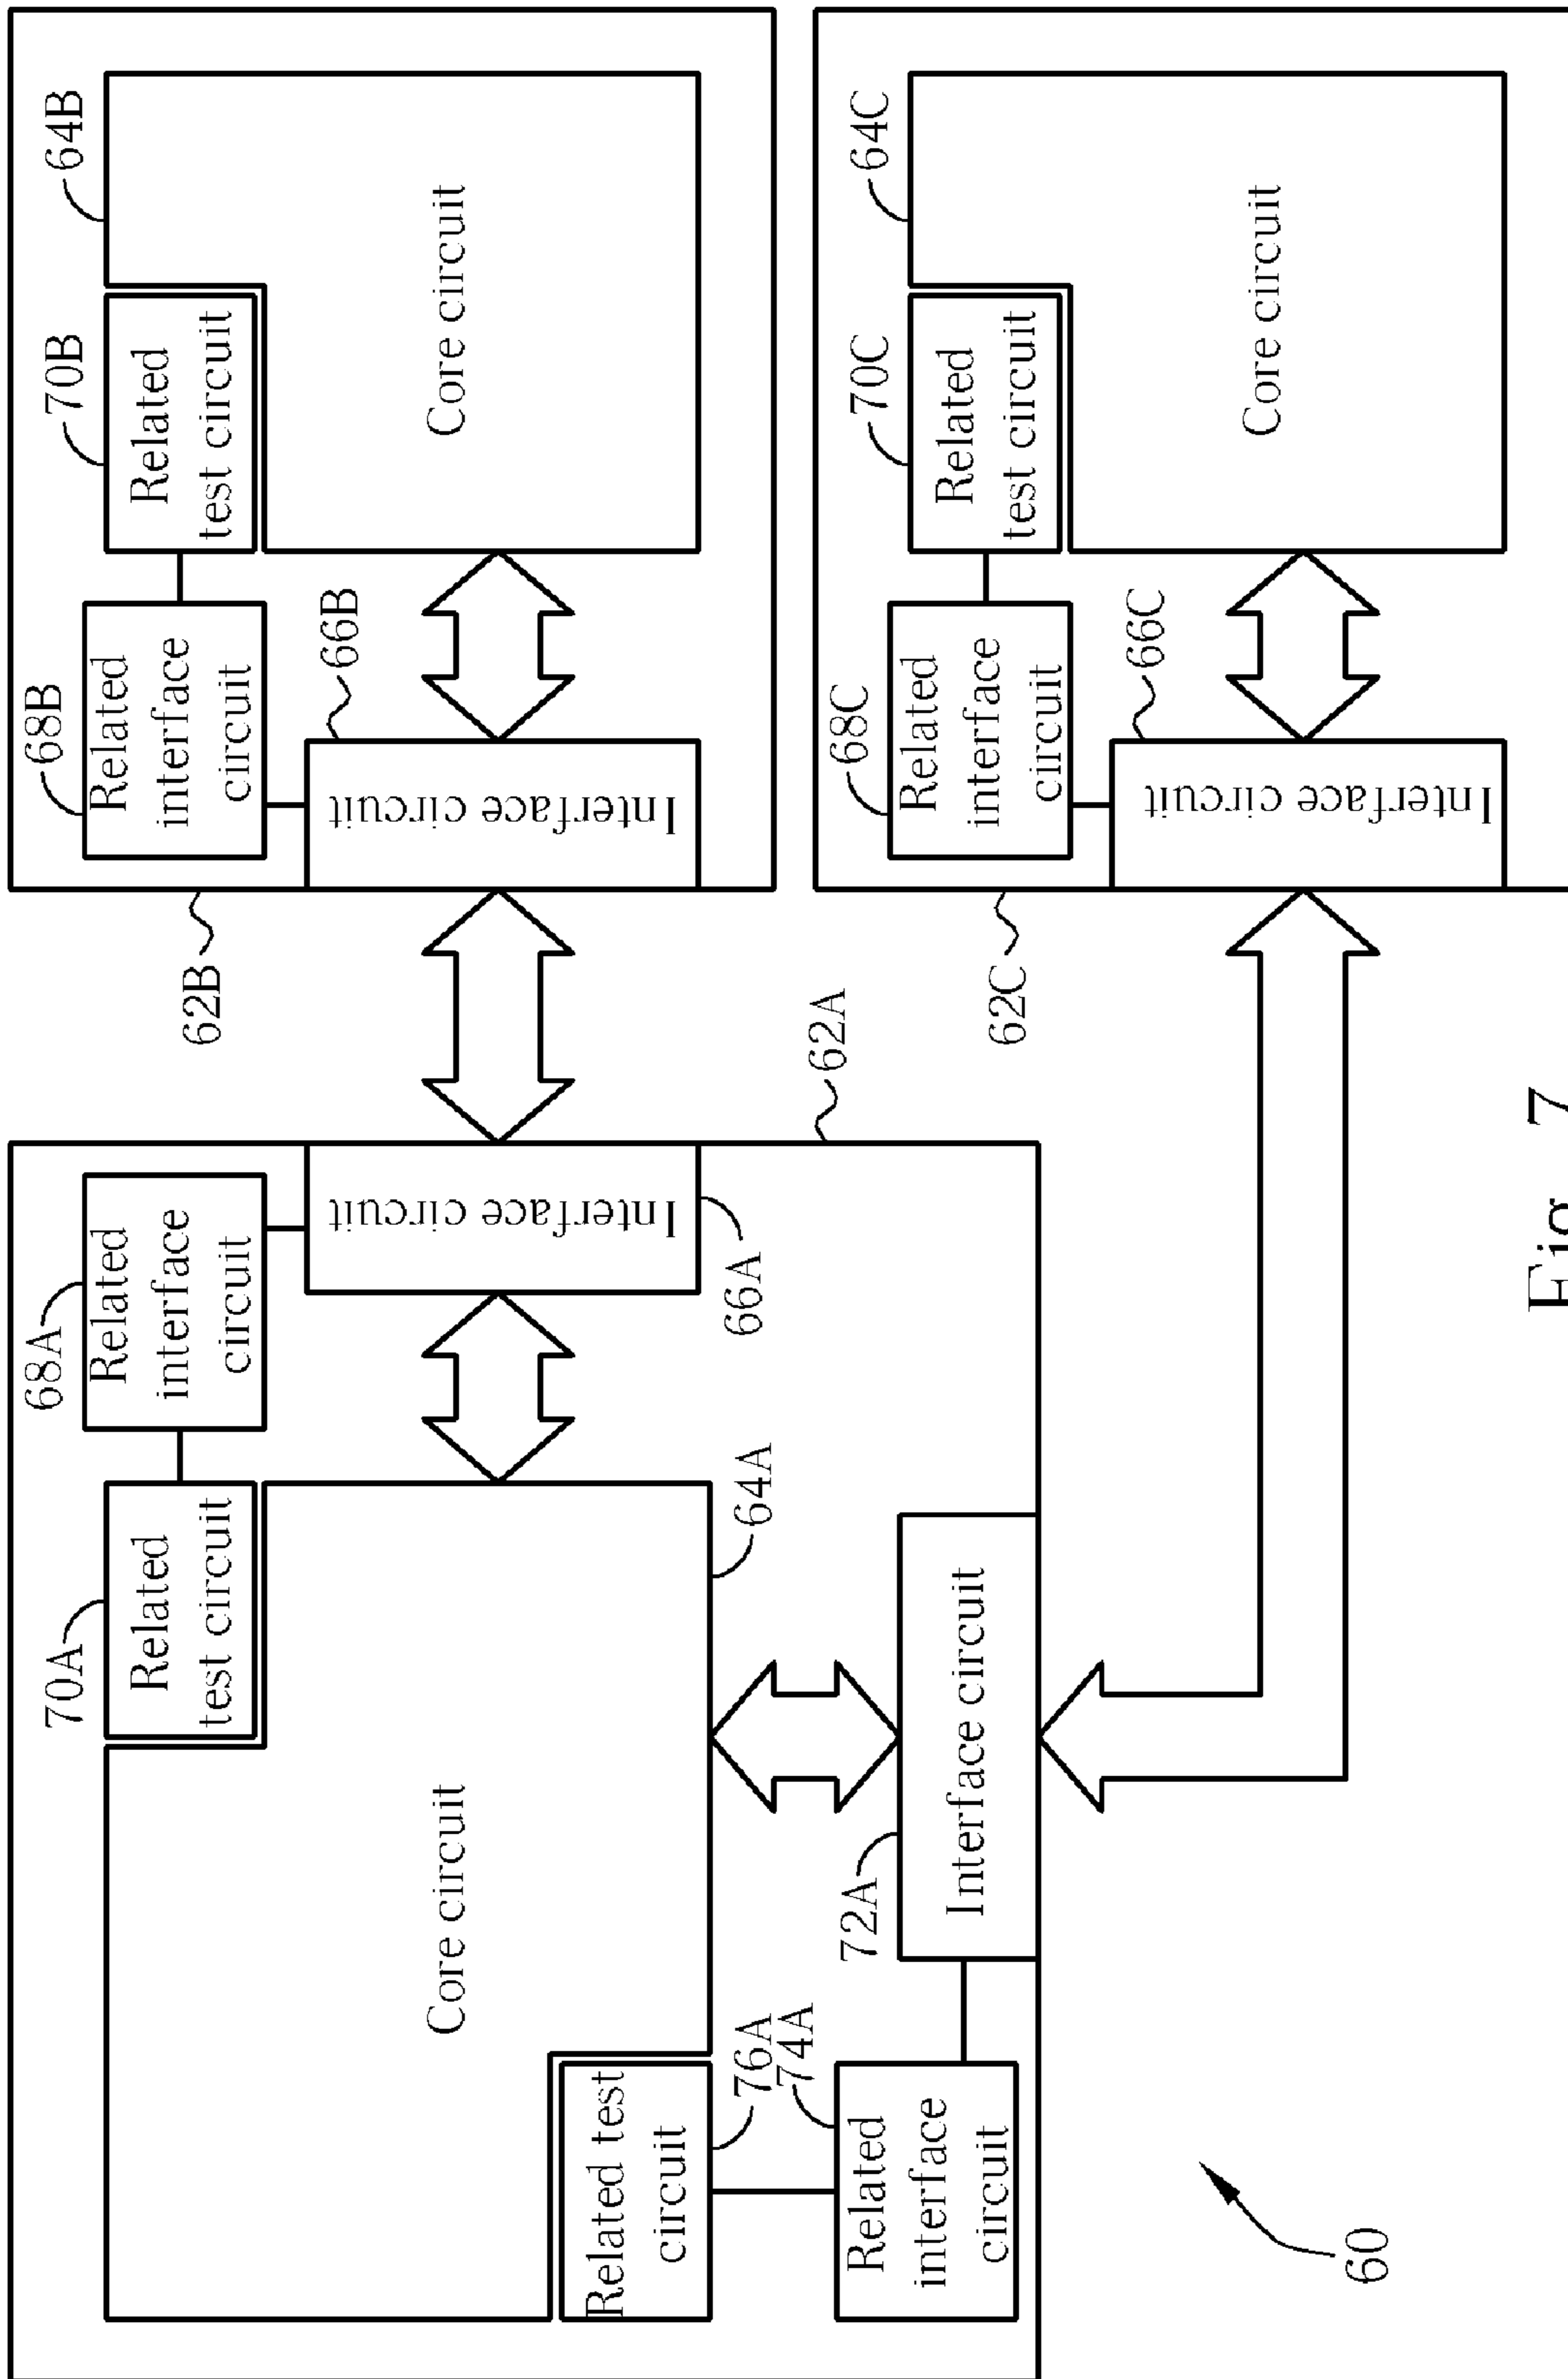 70A
68A
68B
70B
64B
Related
test circuit
Related
interface
circuit
Related
interface
circuit
Related
test circuit
62B
66B
Core circuit
Interface circuit
Interface circuit
Core circuit
Related test
circuit
76A
74A
64A
66A
62A
Related
interface
circuit
72A
Interface circuit
68C
70C
64C
Related
interface
circuit
Related
test circuit
62C
66C
Interface circuit
Core circuit
60
Fig. 7